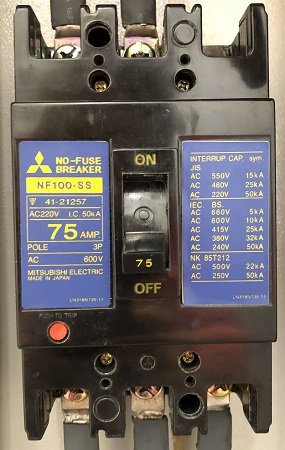 NO-FUSE
BREAKER
NF100-SS
41-21257
AC220V I.C 50kA
75 AMP.
POLE 3P
AC 600V
MITSUBISHI ELECTRIC
MADE IN JAPAN
PUSH TO TRIP
ON
75
OFF
INTERRUP. CAP. sym
JIS.
AC 550V 15kA
AC 460V 25kA
AC 220V 50kA
IEC. BS.
AC 660V 5kA
AC 600V 10kA
AC 415V 25kA
AC 380V 32kA
AC 240V 50kA
NK 85T212
AC 500V 22kA
AC 250V 50kA